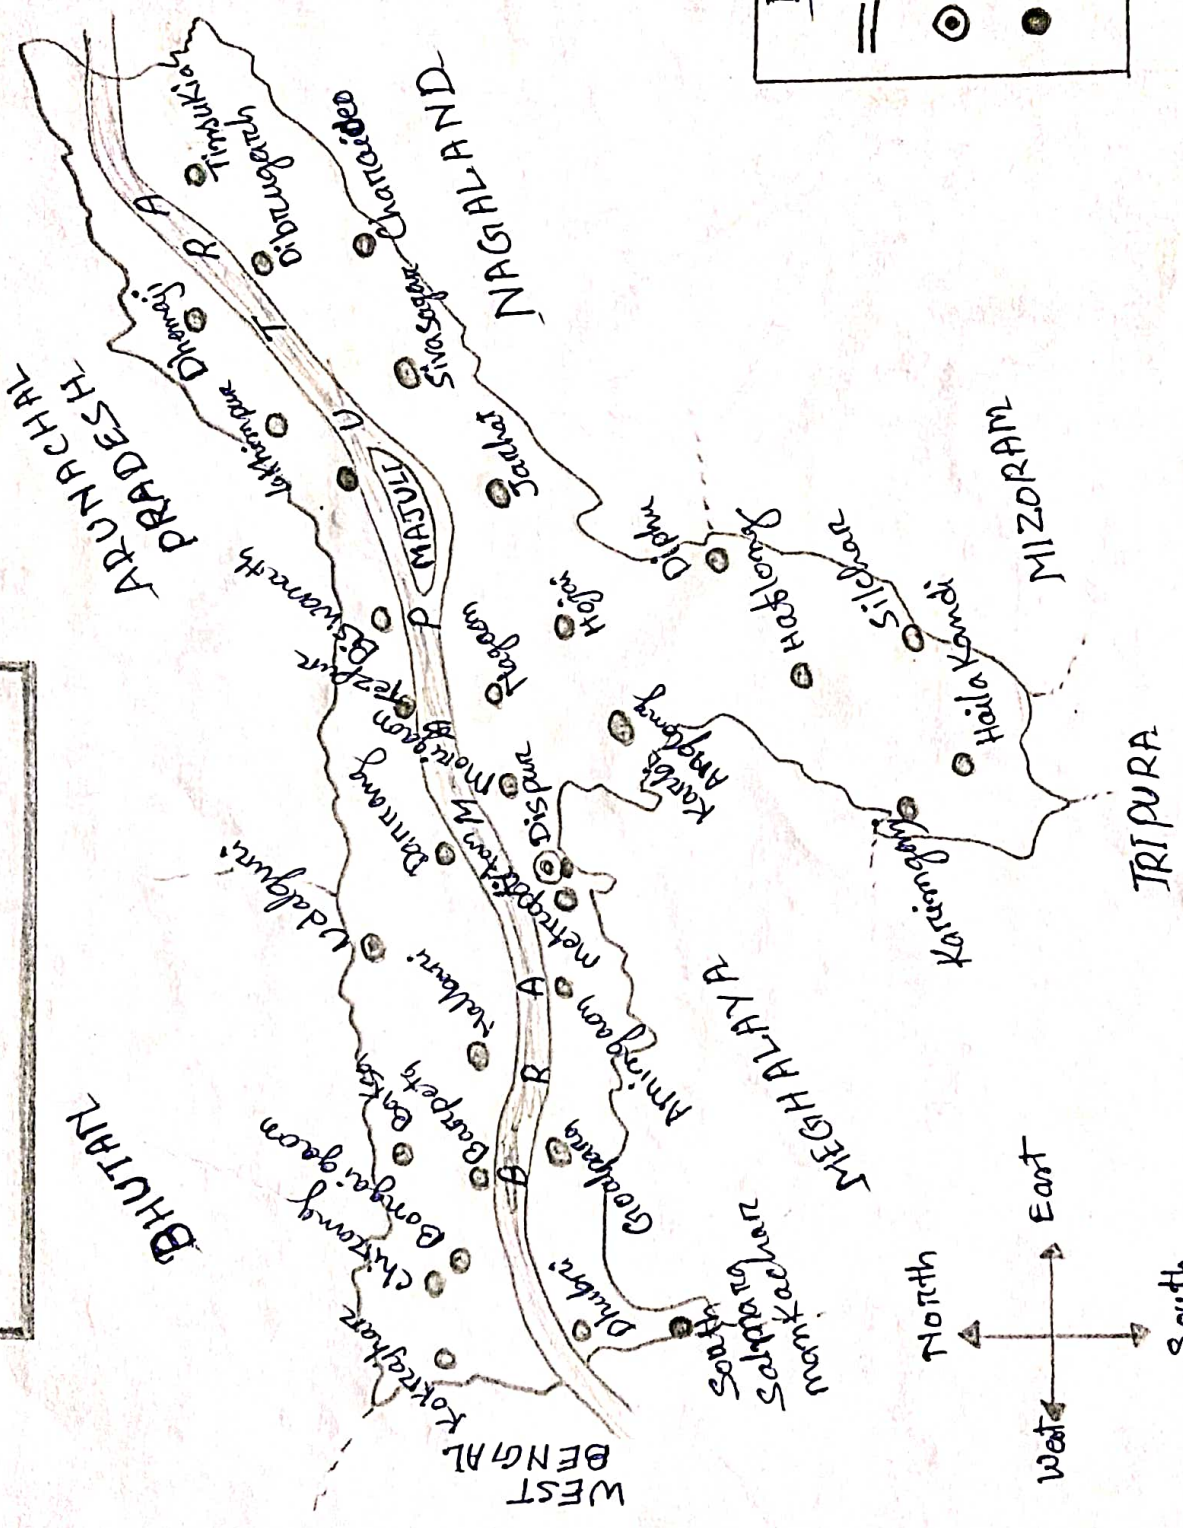 ARUNACHAL
PRADESH
BHUTAN
NAGALAND
Tinsukia
Dibrugarh
Charaideo
Dhemaji
Sivasagar
Lakhimpur
Jorhat
MAJULI
Biswanath
Tezpur
Nagaon
Hojai
Diphu
Haflong
Silchar
HailaKandi
MIZORAM
Morigaon
Darrang
Dispur
Karbi
Anglong
Udalguri
Nalbari
metropolitan
Karimganj
TRIPURA
Baksa
Barpeta
Amingaon
MEGHALAYA
Chirang
Bongaigaon
Goalpara
Kokrajhar
Dhubri
South
Salmara
mankachar
WEST
BENGAL
B R A H M A P U T R A
North
East
West
South